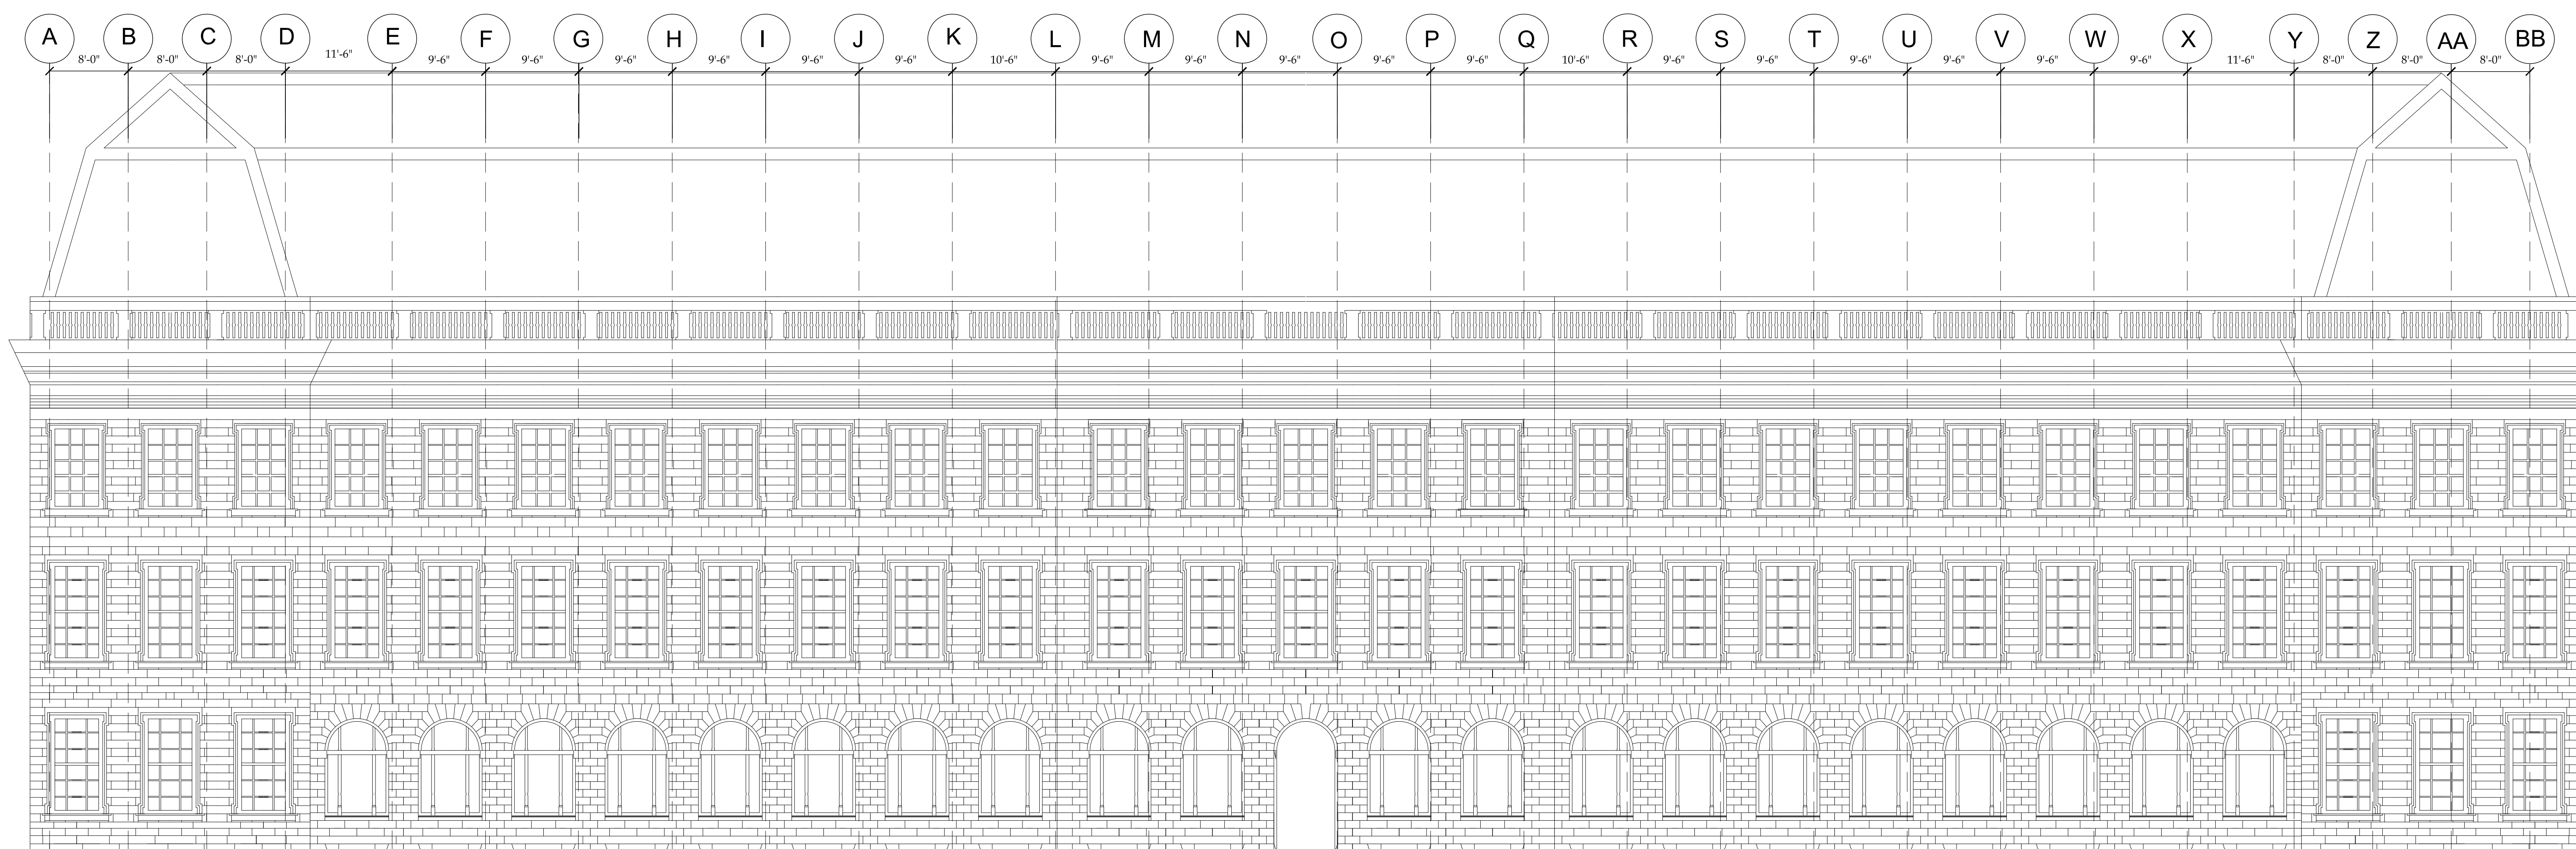 A B C D E F G H I J K L M N O P Q R S T U V W X Y Z AA BB
8'-0" 8'-0" 8'-0" 11'-6" 9'-6" 9'-6" 9'-6" 9'-6" 9'-6" 9'-6" 10'-6" 9'-6" 9'-6" 9'-6" 9'-6" 9'-6" 10'-6" 9'-6" 9'-6" 9'-6" 9'-6" 9'-6" 9'-6" 11'-6" 8'-0" 8'-0" 8'-0"